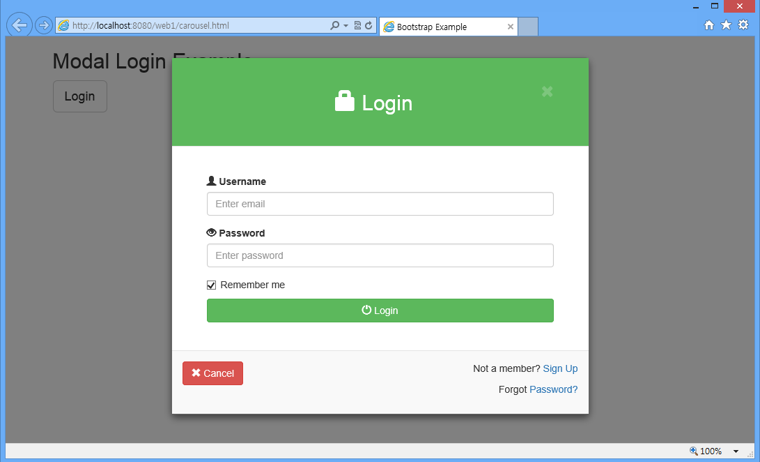 http://localhost:8080/web1/carousel.html
Bootstrap Example
Modal Login Example
Login
Login
Username
Enter email
Password
Enter password
Remember me
Login
Cancel
Not a member? Sign Up
Forgot Password?
100%